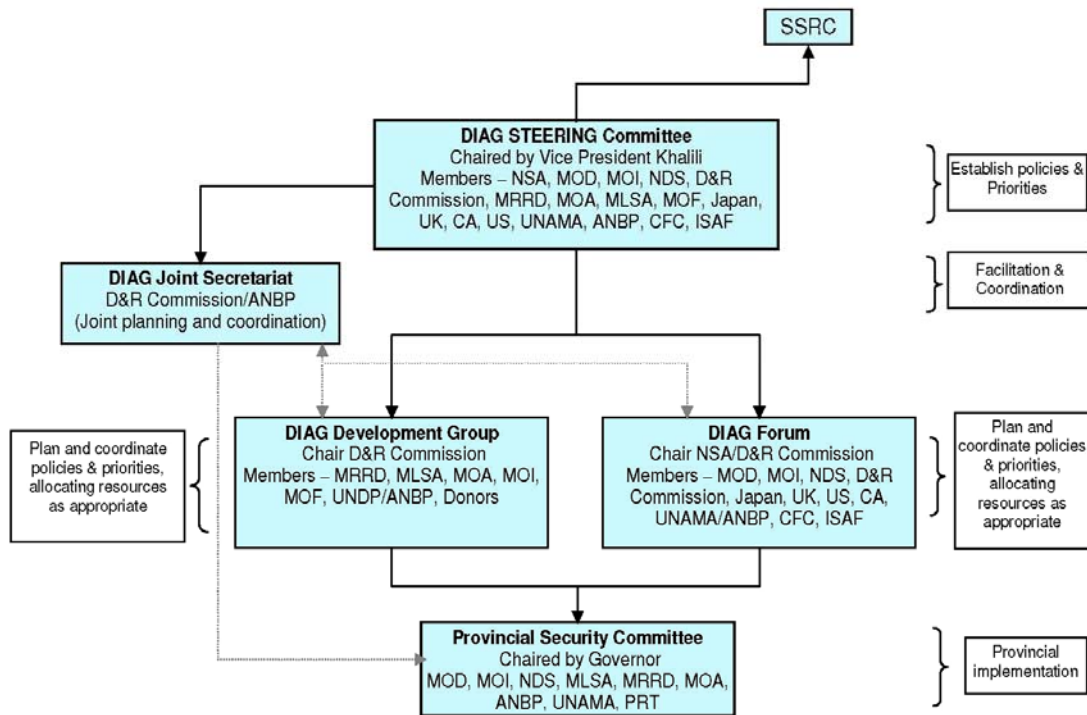 SSRC
DIAG STEERING Committee
Chaired by Vice President Khalili
Members – NSA, MOD, MOI, NDS, D&R
Commission, MRRD, MOA, MLSA, MOF, Japan,
UK, CA, US, UNAMA, ANBP, CFC, ISAF
Establish policies &
Priorities
DIAG Joint Secretariat
D&R Commission/ANBP
(Joint planning and coordination)
Facilitation &
Coordination
Plan and coordinate
policies & priorities,
allocating resources
as appropriate
DIAG Development Group
Chair D&R Commission
Members – MRRD, MLSA, MOA, MOI,
MOF, UNDP/ANBP, Donors
DIAG Forum
Chair NSA/D&R Commission
Members – MOD, MOI, NDS, D&R
Commission, Japan, UK, US, CA,
UNAMA/ANBP, CFC, ISAF
Plan and
coordinate policies
& priorities,
allocating
resources as
appropriate
Provincial Security Committee
Chaired by Governor
MOD, MOI, NDS, MLSA, MRRD, MOA,
ANBP, UNAMA, PRT
Provincial
implementation